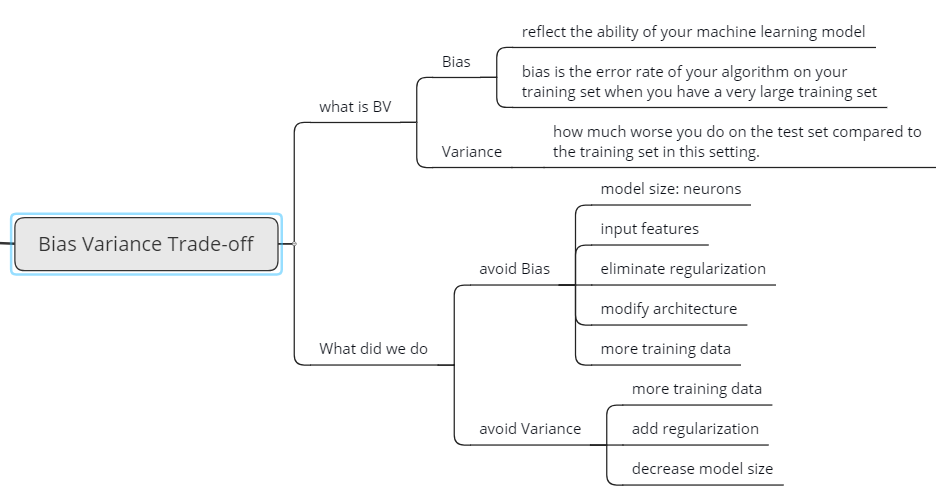 Bias Variance Trade-off
what is BV
Bias
reflect the ability of your machine learning model
bias is the error rate of your algorithm on your
training set when you have a very large training set
Variance
how much worse you do on the test set compared to
the training set in this setting.
What did we do
avoid Bias
model size: neurons
input features
eliminate regularization
modify architecture
more training data
avoid Variance
more training data
add regularization
decrease model size